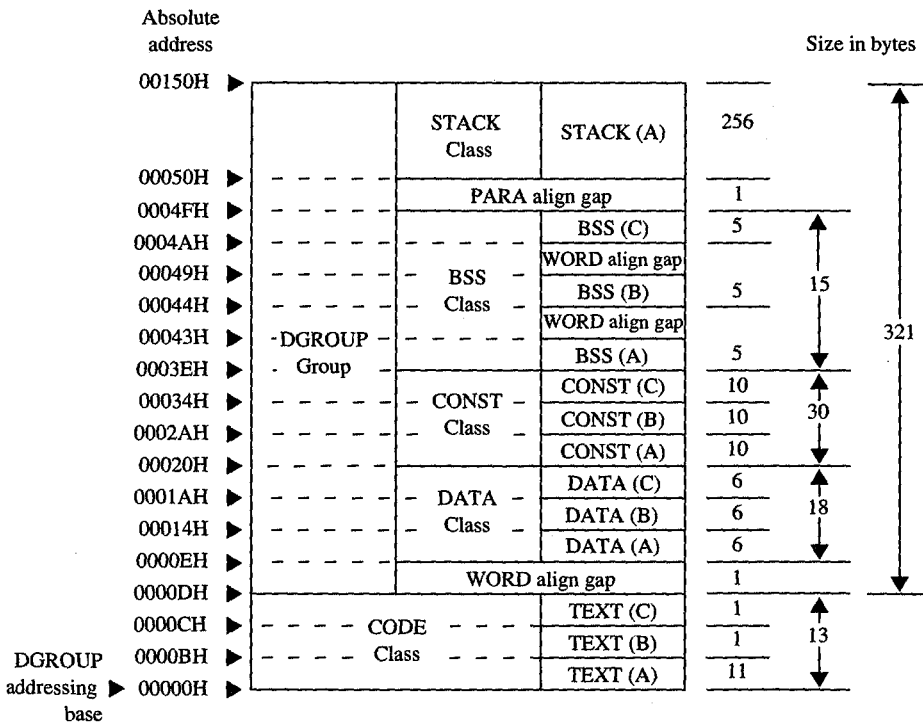 Absolute
address
Size in bytes
00150H
STACK
Class
STACK (A)
256
00050H
PARA align gap
1
0004FH
BSS (C)
5
0004AH
WORD align gap
00049H
BSS
Class
BSS (B)
5
15
00044H
WORD align gap
00043H
DGROUP
Group
BSS (A)
5
321
0003EH
CONST
Class
CONST (C)
10
00034H
CONST (B)
10
30
0002AH
CONST (A)
10
00020H
DATA
Class
DATA (C)
6
0001AH
DATA (B)
6
18
00014H
DATA (A)
6
0000EH
WORD align gap
1
0000DH
CODE
Class
TEXT (C)
1
0000CH
TEXT (B)
1
13
0000BH
TEXT (A)
11
DGROUP
addressing
base
00000H